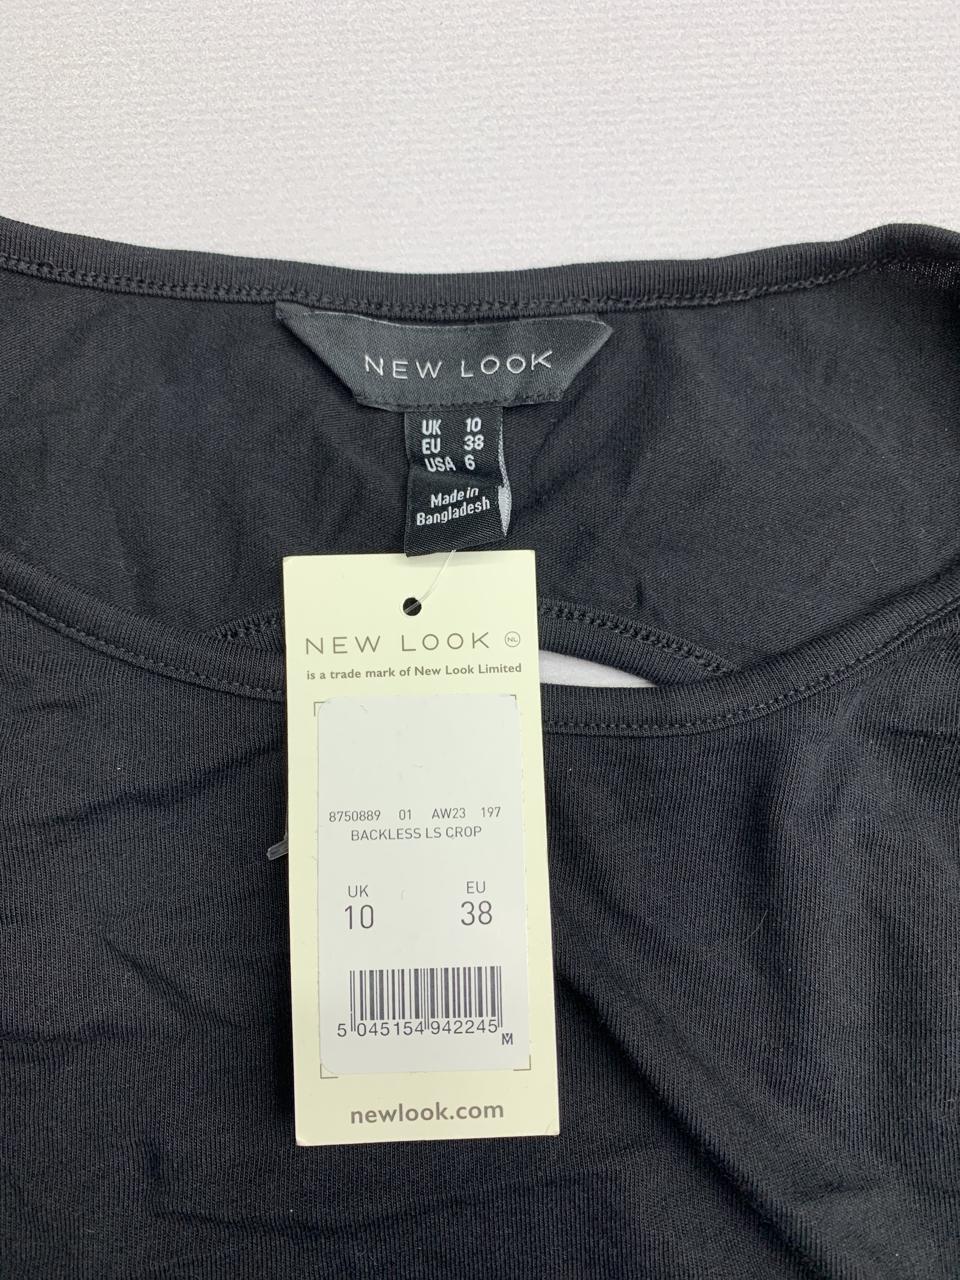 NEW LOOK
UK 10
EU 38
USA 6
Made in
Bangladesh
NEW LOOK NL
is a trade mark of New Look Limited
8750889 01 AW23 197
BACKLESS LS CROP
UK EU
10 38
5 045154 942245
M
newlook.com